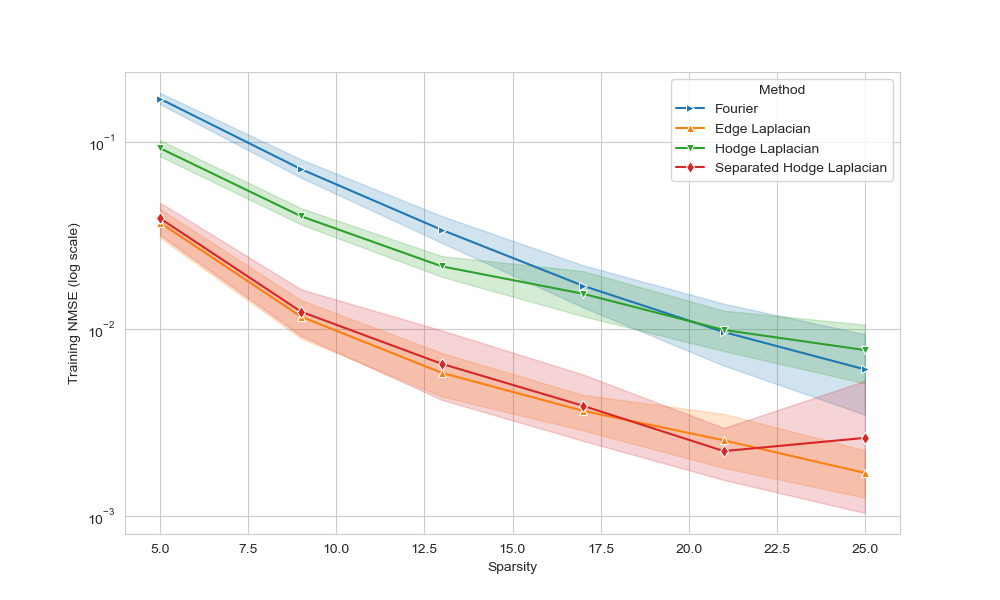 Method
Fourier
Edge Laplacian
Hodge Laplacian
Separated Hodge Laplacian
Training NMSE (log scale)
10⁻¹
10⁻²
10⁻³
5.0 7.5 10.0 12.5 15.0 17.5 20.0 22.5 25.0
Sparsity